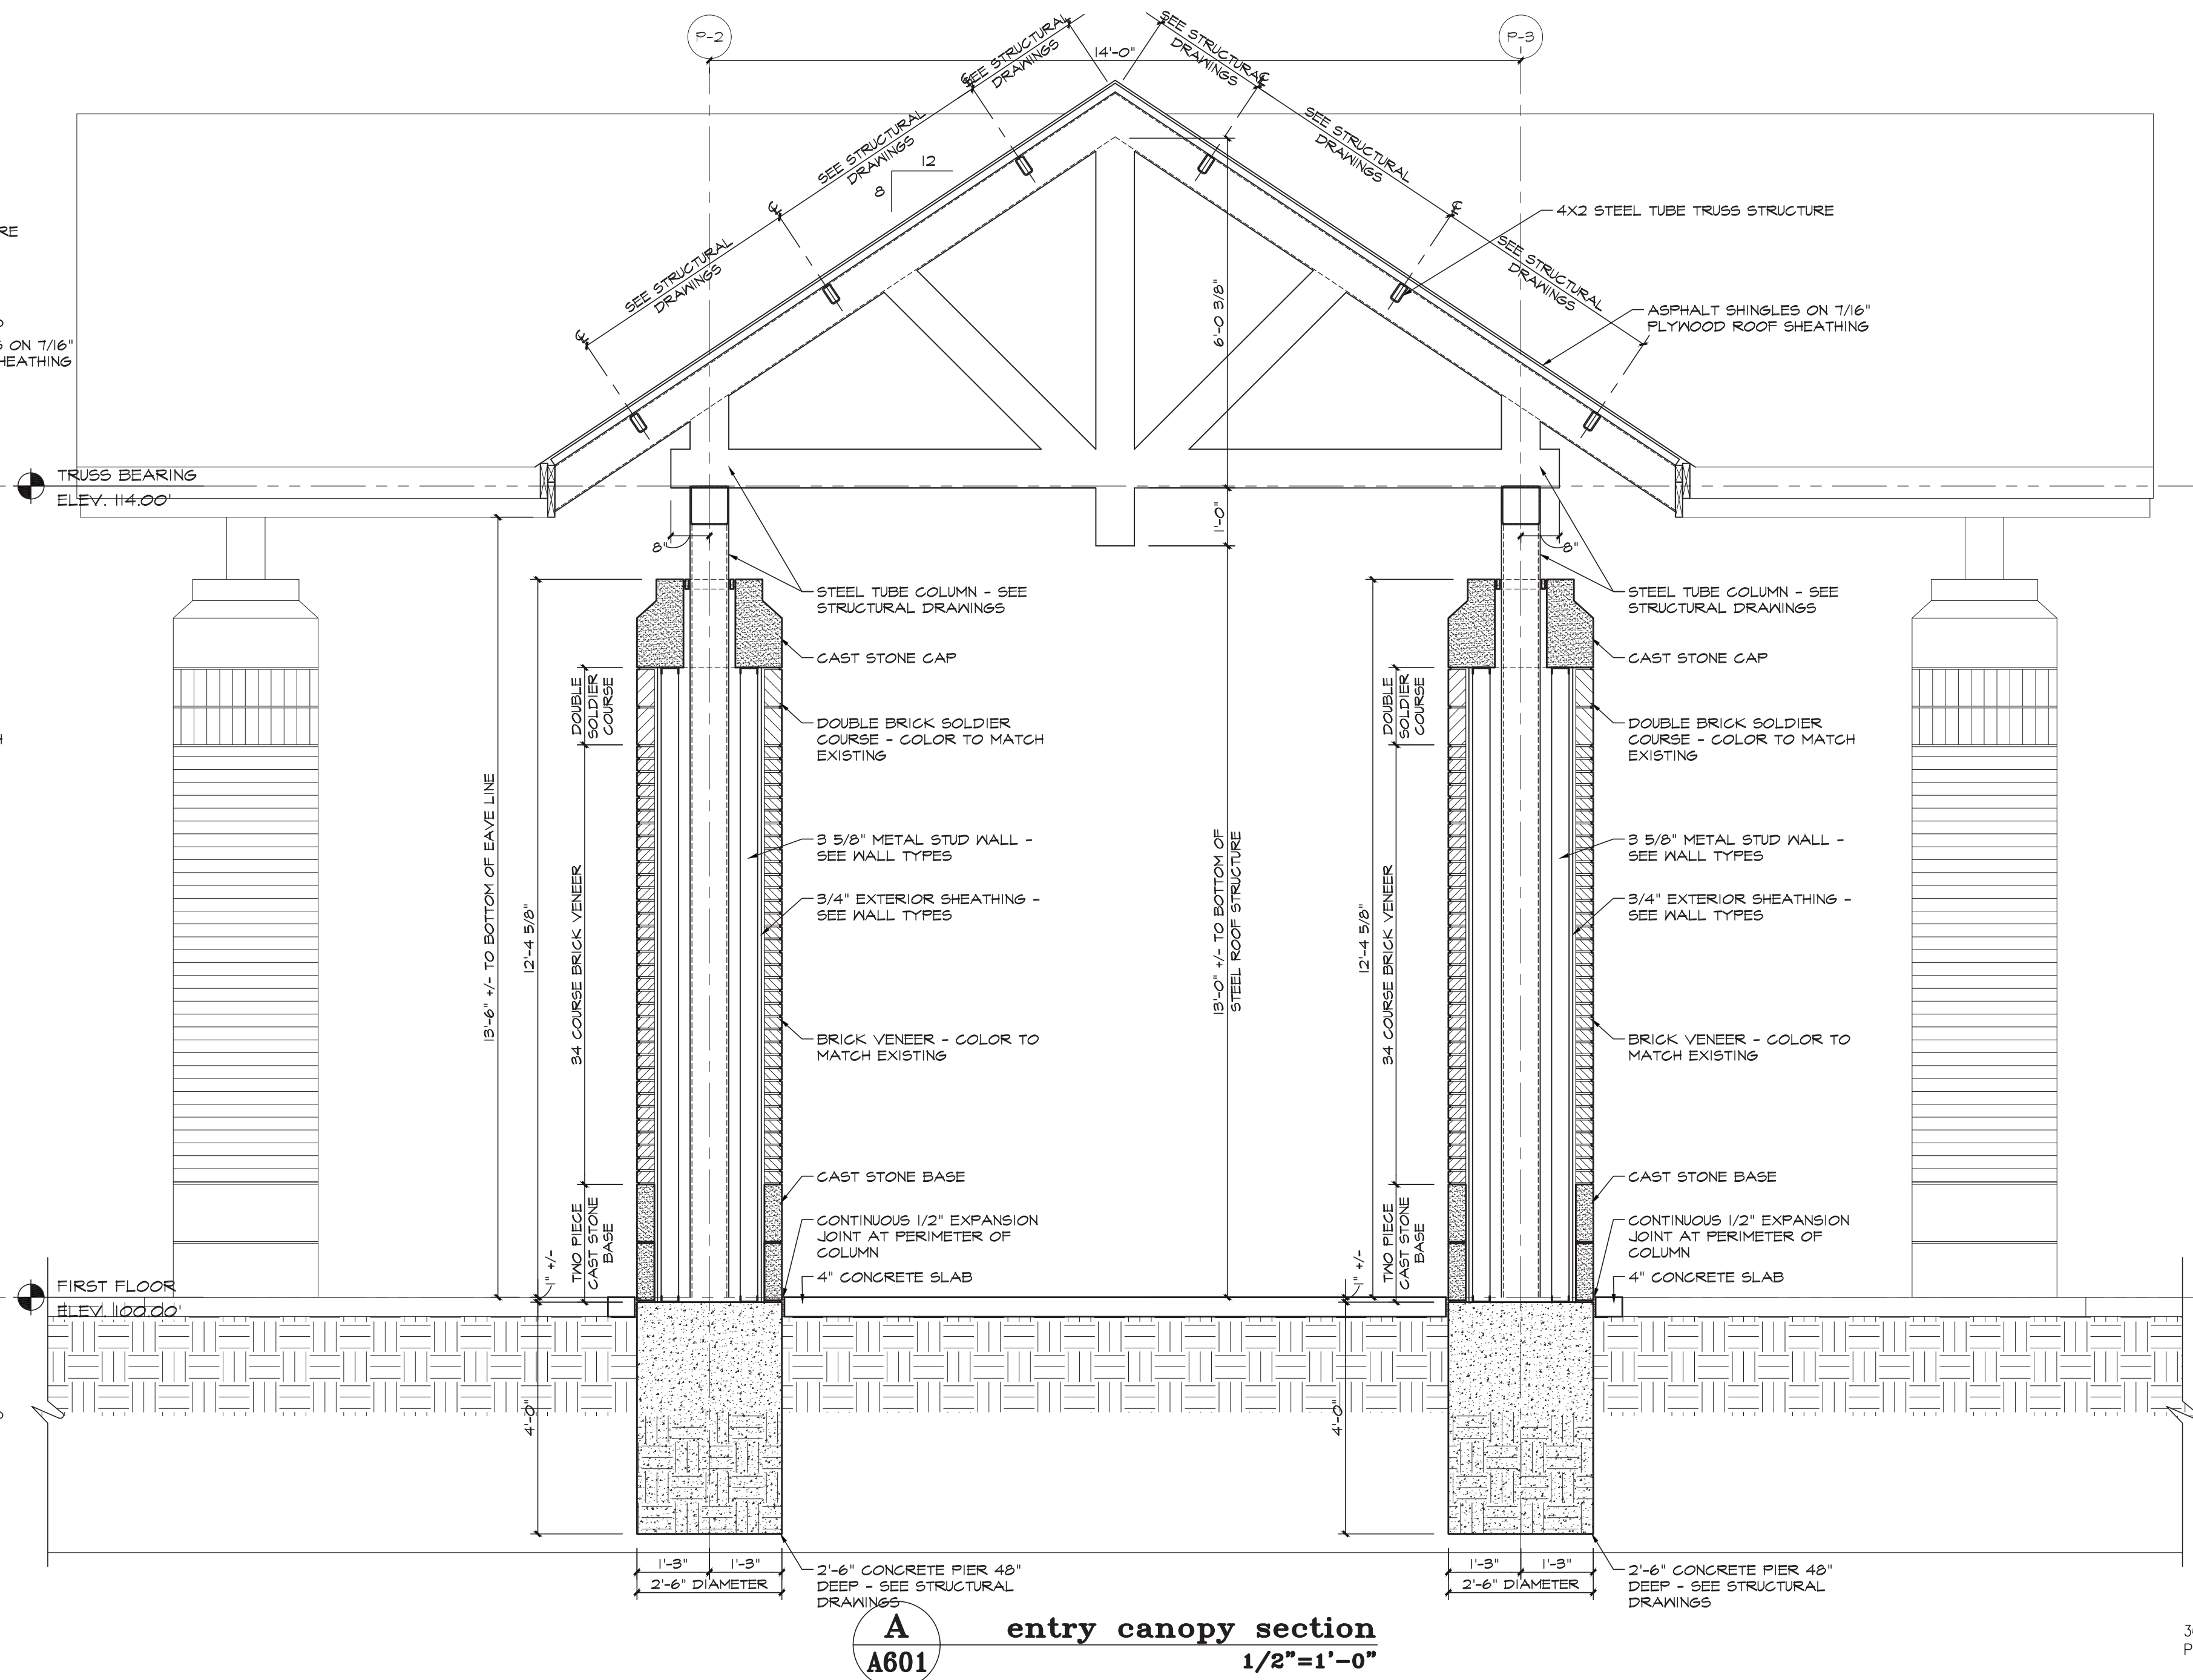 P-2
P-3
14'-0"
SEE STRUCTURAL
DRAWINGS
SEE STRUCTURAL
DRAWINGS
SEE STRUCTURAL
DRAWINGS
SEE STRUCTURAL
DRAWINGS
SEE STRUCTURAL
DRAWINGS
SEE STRUCTURAL
DRAWINGS
12
8
4X2 STEEL TUBE TRUSS STRUCTURE
ASPHALT SHINGLES ON 7/16"
PLYWOOD ROOF SHEATHING
RE
S ON 7/16"
HEATHING
6'-0 3/8"
1'-0"
TRUSS BEARING
ELEV. 114.00'
8"
8"
STEEL TUBE COLUMN - SEE
STRUCTURAL DRAWINGS
CAST STONE CAP
DOUBLE BRICK SOLDIER
COURSE - COLOR TO MATCH
EXISTING
3 5/8" METAL STUD WALL -
SEE WALL TYPES
3/4" EXTERIOR SHEATHING -
SEE WALL TYPES
BRICK VENEER - COLOR TO
MATCH EXISTING
CAST STONE BASE
CONTINUOUS 1/2" EXPANSION
JOINT AT PERIMETER OF
COLUMN
4" CONCRETE SLAB
STEEL TUBE COLUMN - SEE
STRUCTURAL DRAWINGS
CAST STONE CAP
DOUBLE BRICK SOLDIER
COURSE - COLOR TO MATCH
EXISTING
3 5/8" METAL STUD WALL -
SEE WALL TYPES
3/4" EXTERIOR SHEATHING -
SEE WALL TYPES
BRICK VENEER - COLOR TO
MATCH EXISTING
CAST STONE BASE
CONTINUOUS 1/2" EXPANSION
JOINT AT PERIMETER OF
COLUMN
4" CONCRETE SLAB
13'-6" +/- TO BOTTOM OF EAVE LINE
12'-4 5/8"
DOUBLE
SOLDIER
COURSE
34 COURSE BRICK VENEER
TWO PIECE
CAST STONE
BASE
1" +/-
13'-0" +/- TO BOTTOM OF
STEEL ROOF STRUCTURE
12'-4 5/8"
DOUBLE
SOLDIER
COURSE
34 COURSE BRICK VENEER
TWO PIECE
CAST STONE
BASE
1" +/-
FIRST FLOOR
ELEV. 100.00'
4'-0"
4'-0"
1'-3"
1'-3"
2'-6" DIAMETER
2'-6" CONCRETE PIER 48"
DEEP - SEE STRUCTURAL
DRAWINGS
1'-3"
1'-3"
2'-6" DIAMETER
2'-6" CONCRETE PIER 48"
DEEP - SEE STRUCTURAL
DRAWINGS
A
A601
entry canopy section
1/2"=1'-0"